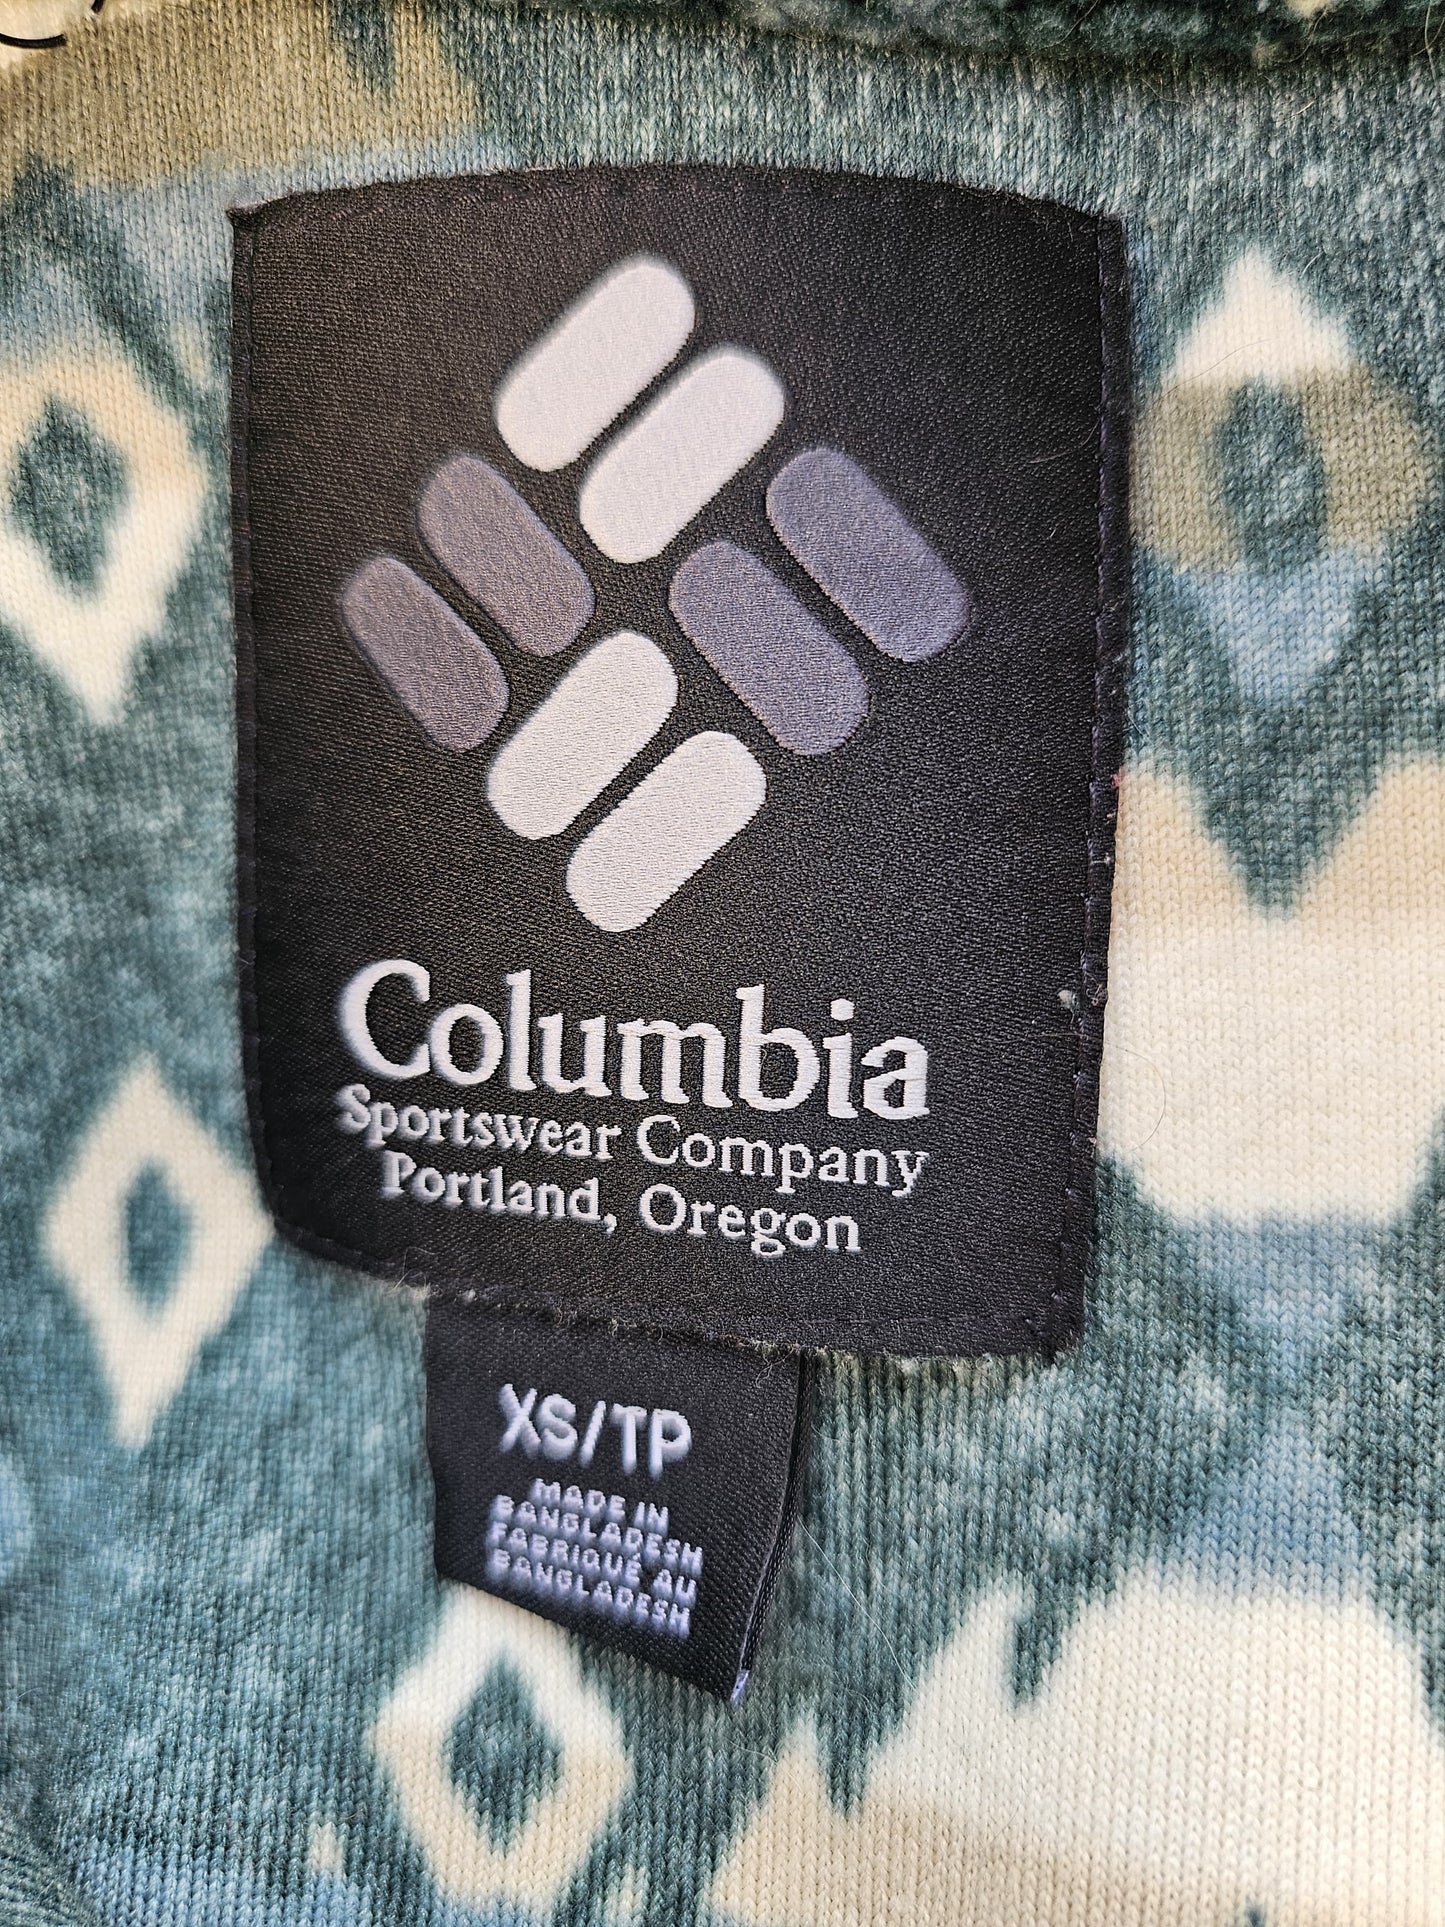 Columbia
Sportswear Company
Portland, Oregon
XS/TP
MADE IN
BANGLADESH
FABRIQUÉ AU
BANGLADESH